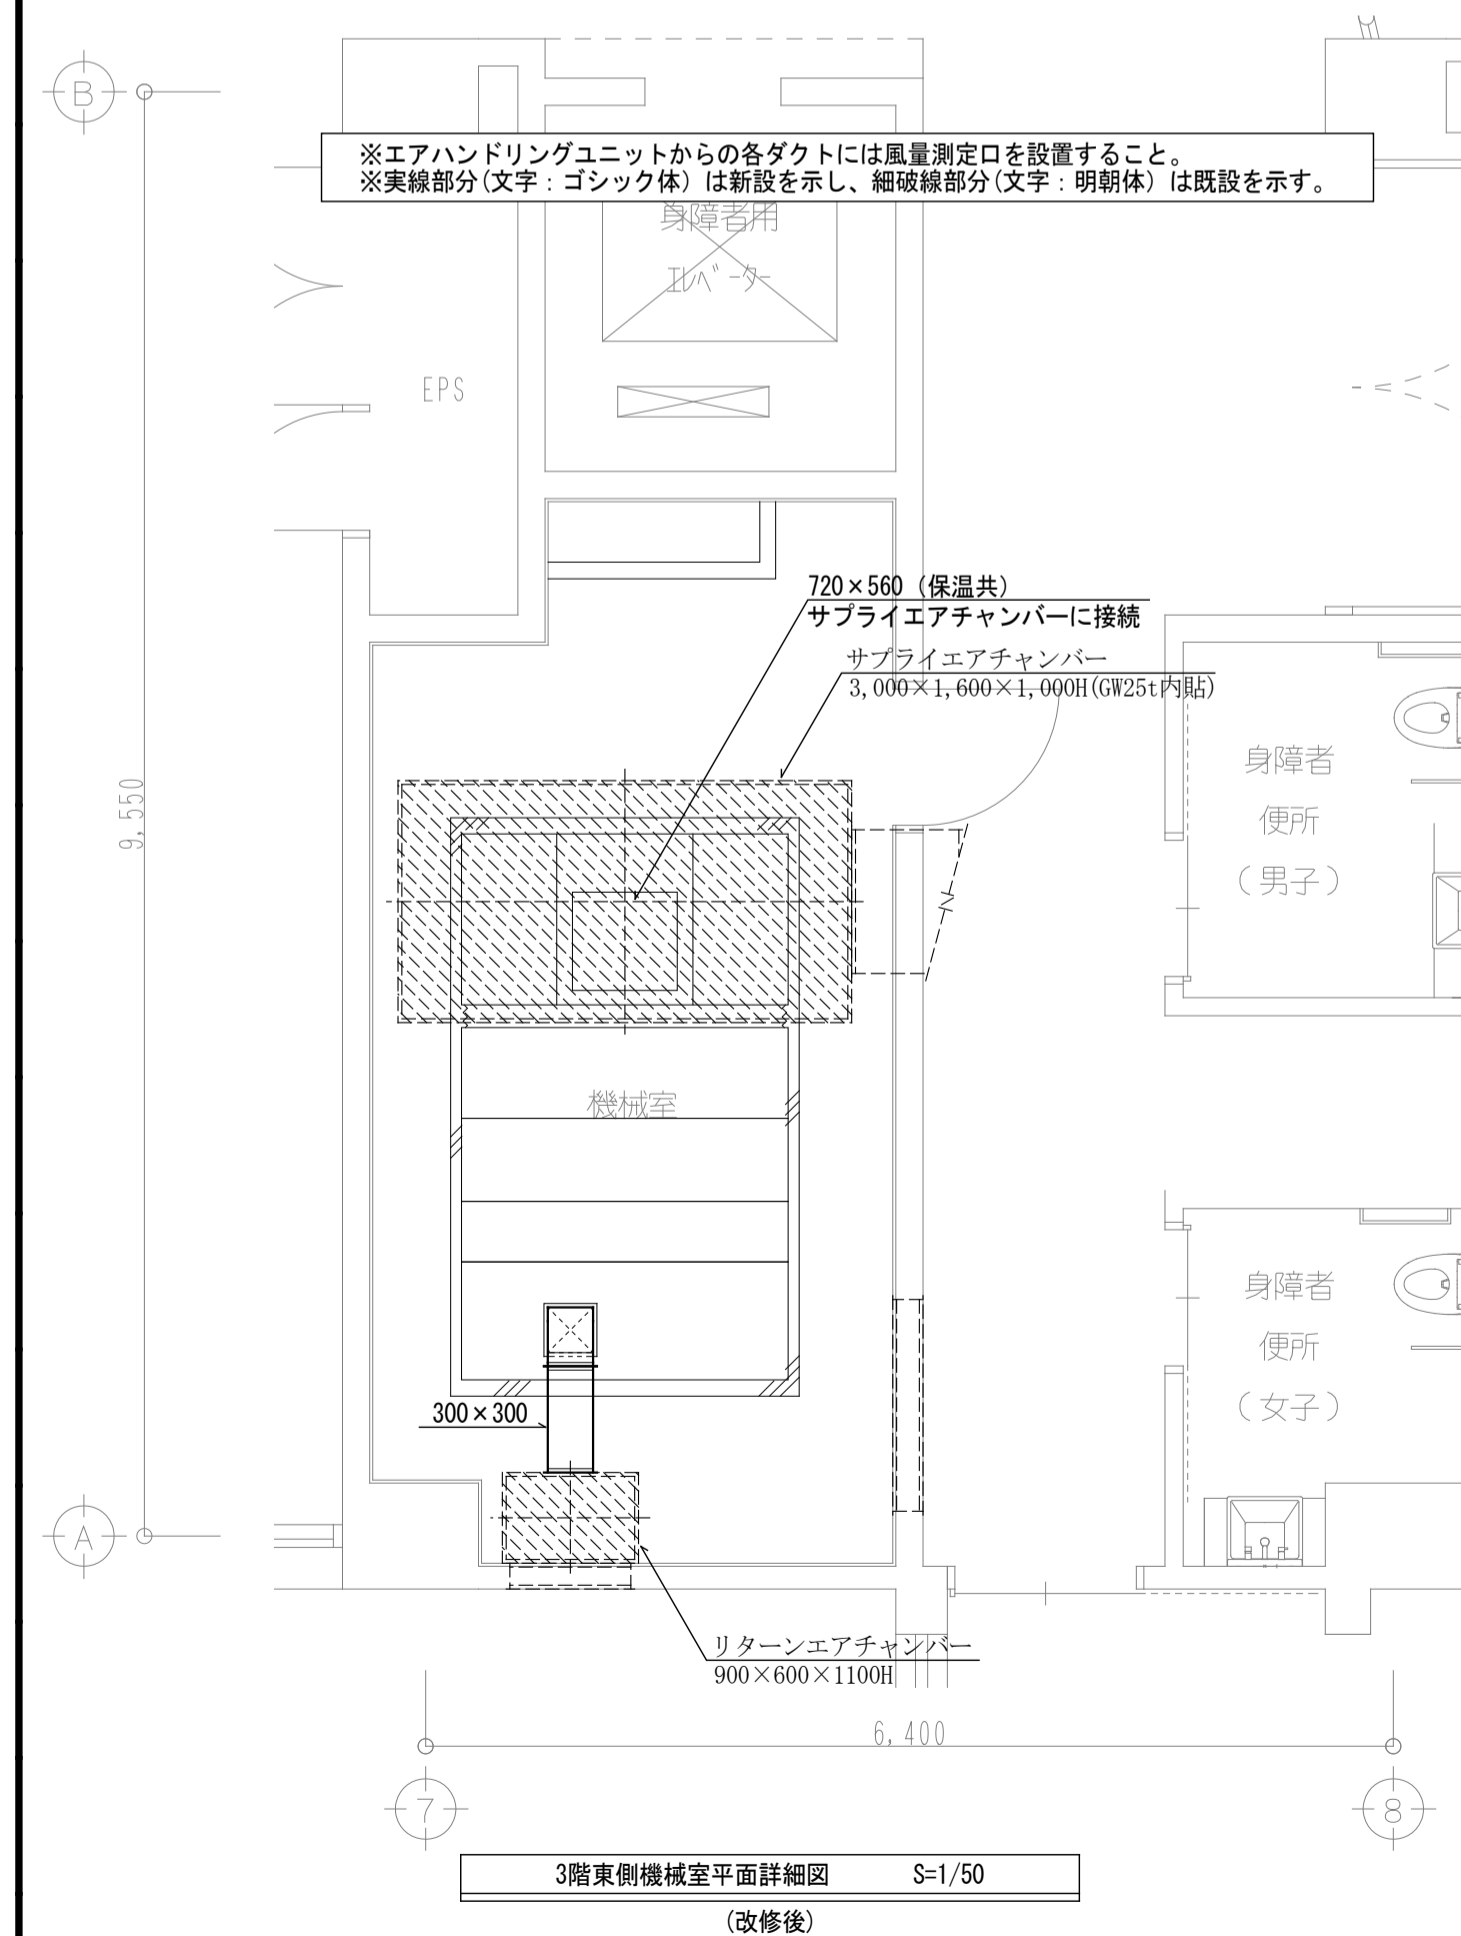 B
※エアハンドリングユニットからの各ダクトには風量測定口を設置すること。
※実線部分(文字：ゴシック体）は新設を示し、細破線部分(文字：明朝体）は既設を示す。
身障者用
ｴﾚﾍﾞｰﾀｰ
EPS
720×560（保温共）
サプライエアチャンバーに接続
サプライエアチャンバー
3,000×1,600×1,000H(GW25t内貼)
身障者
便所
(男子)
9,550
機械室
身障者
便所
(女子)
300×300
A
リターンエアチャンバー
900×600×1100H
6,400
7
8
3階東側機械室平面詳細図 S=1/50
(改修後)